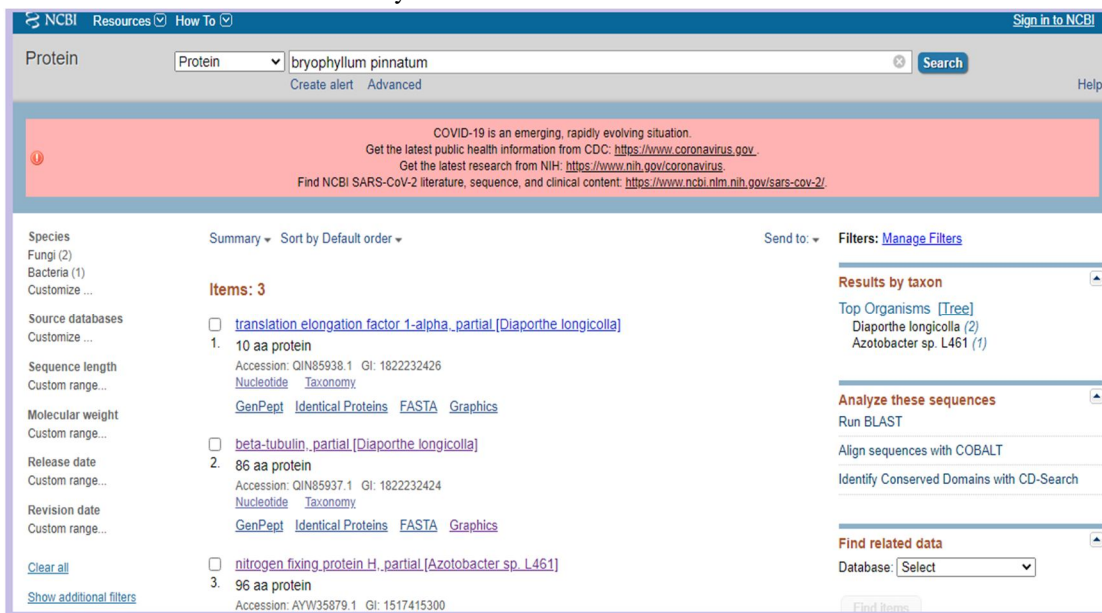 NCBI Resources How To Sign in to NCBI
Protein Protein bryophyllum pinnatum Search
Create alert Advanced Help
COVID-19 is an emerging, rapidly evolving situation.
Get the latest public health information from CDC: https://www.coronavirus.gov .
Get the latest research from NIH: https://www.nih.gov/coronavirus.
Find NCBI SARS-CoV-2 literature, sequence, and clinical content: https://www.ncbi.nlm.nih.gov/sars-cov-2/.
Species
Fungi (2)
Bacteria (1)
Customize ...
Source databases
Customize ...
Sequence length
Custom range...
Molecular weight
Custom range...
Release date
Custom range...
Revision date
Custom range...
Clear all
Show additional filters
Summary Sort by Default order Send to:
Items: 3
translation elongation factor 1-alpha, partial [Diaporthe longicolla]
1. 10 aa protein
Accession: QIN85938.1 GI: 1822232426
Nucleotide Taxonomy
GenPept Identical Proteins FASTA Graphics
beta-tubulin, partial [Diaporthe longicolla]
2. 86 aa protein
Accession: QIN85937.1 GI: 1822232424
Nucleotide Taxonomy
GenPept Identical Proteins FASTA Graphics
nitrogen fixing protein H, partial [Azotobacter sp. L461]
3. 96 aa protein
Accession: AYW35879.1 GI: 1517415300
Filters: Manage Filters
Results by taxon
Top Organisms [Tree]
Diaporthe longicolla (2)
Azotobacter sp. L461 (1)
Analyze these sequences
Run BLAST
Align sequences with COBALT
Identify Conserved Domains with CD-Search
Find related data
Database: Select
Find items